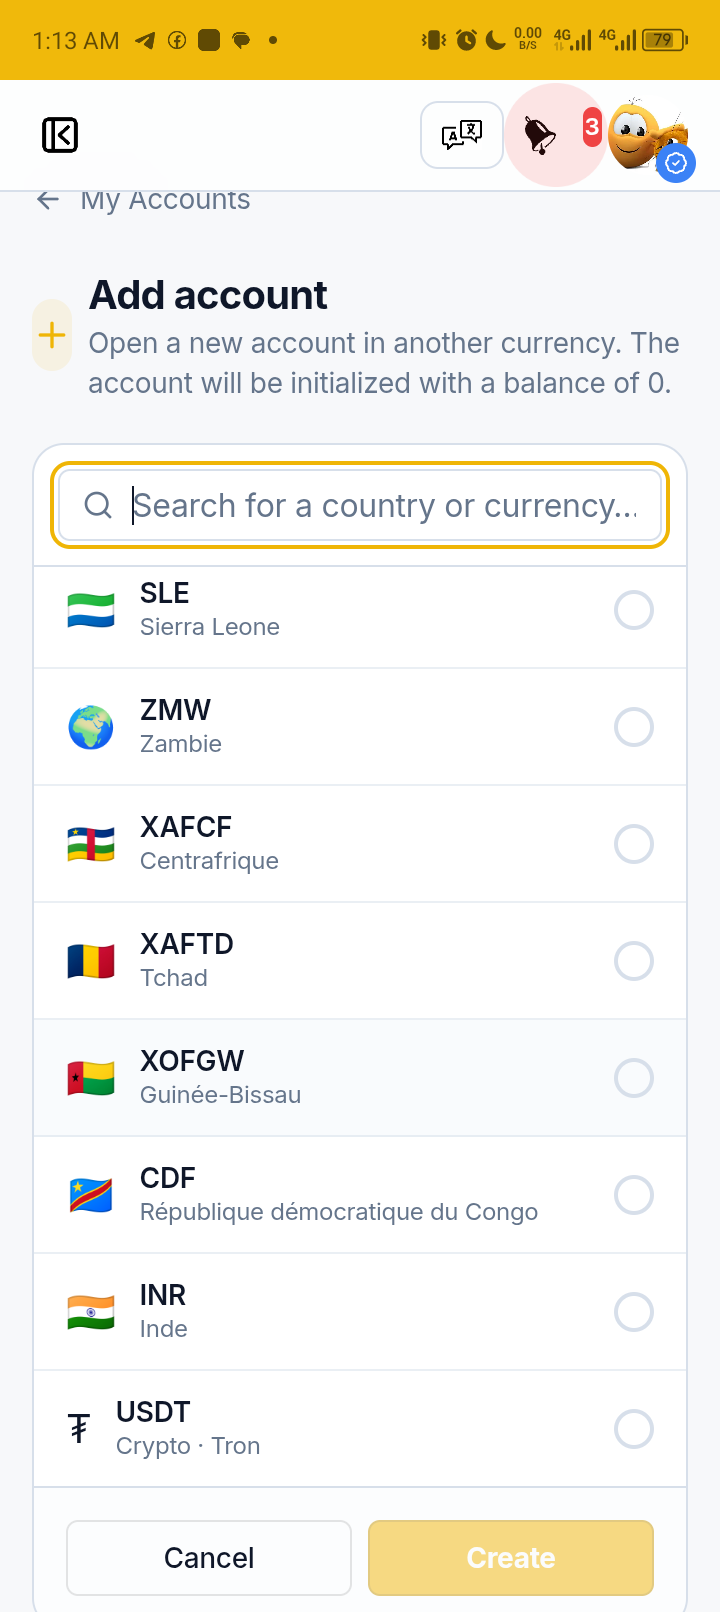 1:13 AM
0.00
B/S
4G
4G
79
A 文
3
My Accounts
Add account
Open a new account in another currency. The
account will be initialized with a balance of 0.
Search for a country or currency...
SLE
Sierra Leone
ZMW
Zambie
XAFCF
Centrafrique
XAFTD
Tchad
XOFGW
Guinée-Bissau
CDF
République démocratique du Congo
INR
Inde
₮
USDT
Crypto · Tron
Cancel
Create